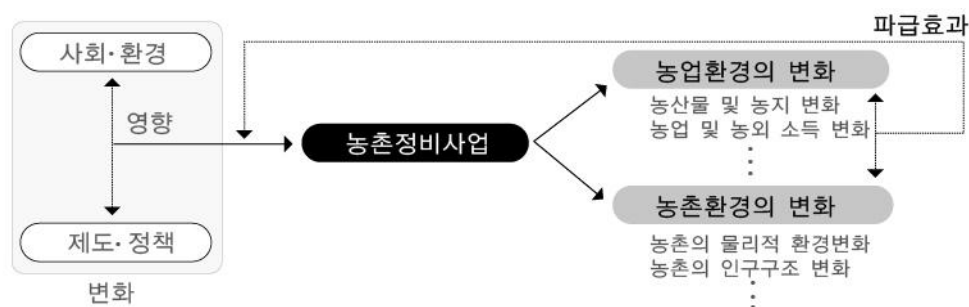 파급효과
사회·환경
영향
제도·정책
변화
농촌정비사업
농업환경의 변화
농산물 및 농지 변화
농업 및 농외 소득 변화
농촌환경의 변화
농촌의 물리적 환경변화
농촌의 인구구조 변화